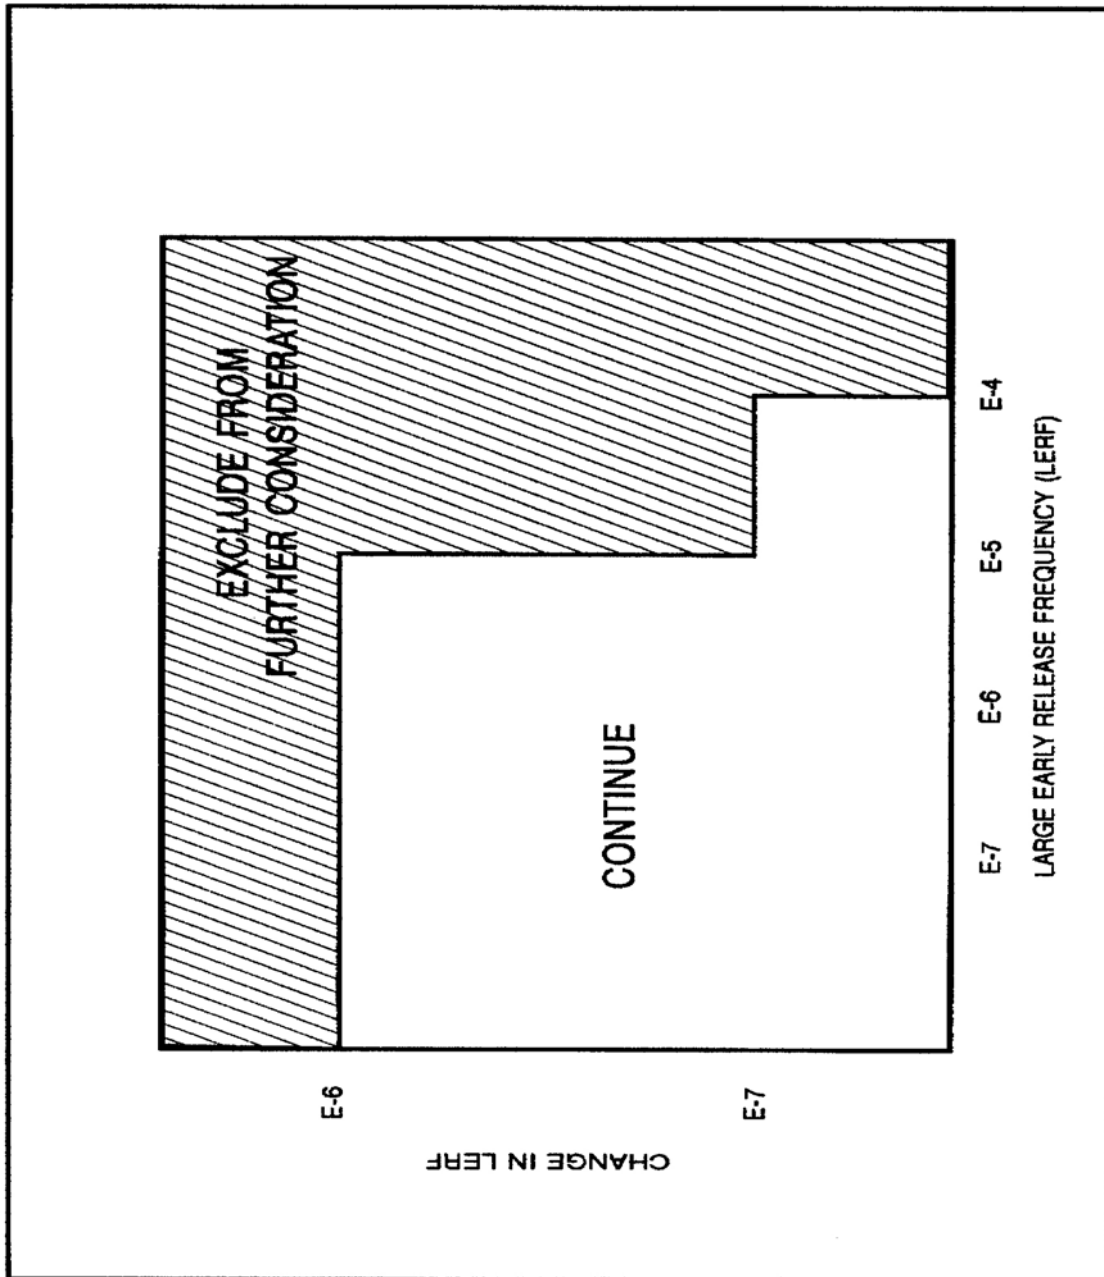 EXCLUDE FROM
FURTHER CONSIDERATION
CONTINUE
E-6
E-7
CHANGE IN LERF
E-7
E-6
E-5
E-4
LARGE EARLY RELEASE FREQUENCY (LERF)